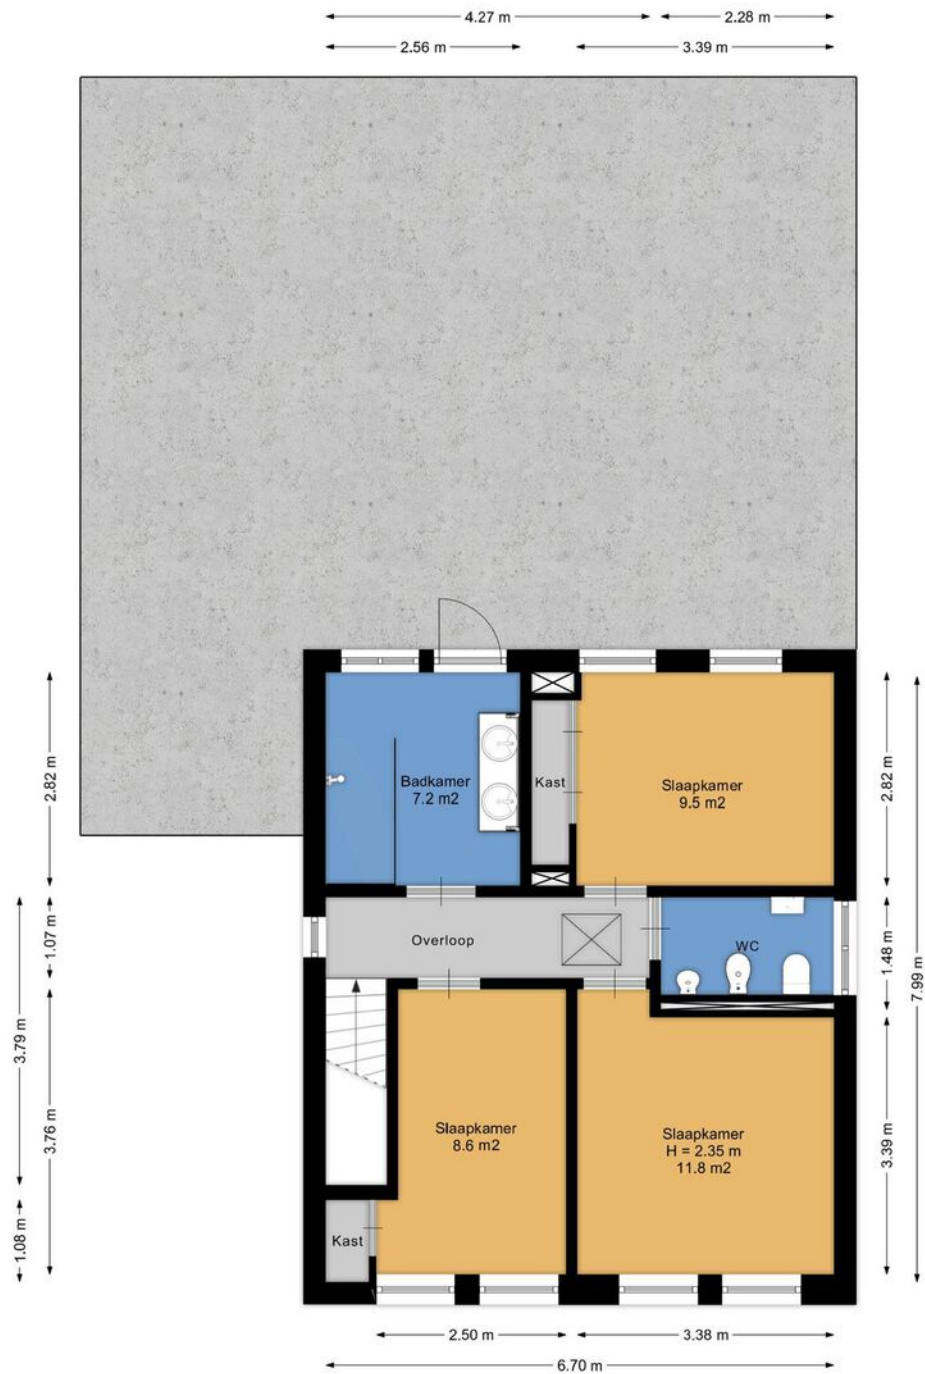 4.27 m
2.28 m
2.56 m
3.39 m
2.82 m
2.82 m
Badkamer
7.2 m2
Kast
Slaapkamer
9.5 m2
1.07 m
Overloop
WC
1.48 m
7.99 m
3.79 m
3.76 m
Slaapkamer
8.6 m2
Slaapkamer
H = 2.35 m
11.8 m2
3.39 m
1.08 m
Kast
2.50 m
3.38 m
6.70 m